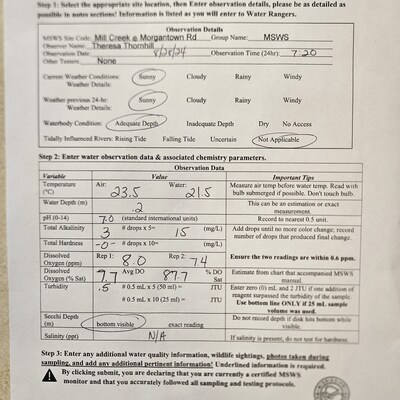 Step 1: Select the appropriate site location, then Enter observation details, please be as detailed as
possible in notes sections! Information is listed as you will enter to Water Rangers.
Observation Details
MSWS Site Code: Mill Creek @ Morgantown Rd Group Name: MSWS
Observer Name: Theresa Thornhill
Observation Date: 8/28/24 Observation Time (24hr): 7:20
Other Testers: None
Current Weather Conditions: Sunny Cloudy Rainy Windy
Weather Details:
Weather previous 24-hr: Sunny Cloudy Rainy Windy
Weather Details:
Waterbody Condition: Adequate Depth Inadequate Depth Dry No Access
Tidally Influenced Rivers: Rising Tide Falling Tide Uncertain Not Applicable
Step 2: Enter water observation data & associated chemistry parameters.
Observation Data
Variable Value Important Tips
Temperature (°C) Air: 23.5 Water: 21.5 Measure air temp before water temp. Read with bulb submerged if possible. Don't touch bulb.
Water Depth (m) .2 This can be an estimation or exact measurement.
pH (0-14) 7.0 (standard international units) Record to nearest 0.5 unit.
Total Alkalinity 3 # drops x 5= 15 (mg/L) Add drops until no more color change; record number of drops that produced final change.
Total Hardness -0- # drops x 10= (mg/L)
Dissolved Oxygen (ppm) Rep 1: 8.0 Rep 2: 7.4 Ensure the two readings are within 0.6 ppm.
Dissolved Oxygen (% Sat) 7.7 Avg DO 87.7 % DO Sat Estimate from chart that accompanied MSWS manual.
Turbidity .5 # 0.5 mL x 5 (50 ml) = JTU Enter zero (0) mL and 2 JTU if one addition of reagent surpassed the turbidity of the sample.
# 0.5 mL x 10 (25 ml) = JTU Use bottom line ONLY if 25 mL sample volume was used.
Secchi Depth (m) bottom visible exact reading Do not record depth if disk hits bottom while visible.
Salinity (ppt) N/A If salinity is present, do not test for hardness.
Step 3: Enter any additional water quality information, wildlife sightings, photos taken during
sampling, and add any additional pertinent information! Underlined information is required.
By clicking submit, you are declaring that you are currently a certified MSWS
monitor and that you accurately followed all sampling and testing protocols.